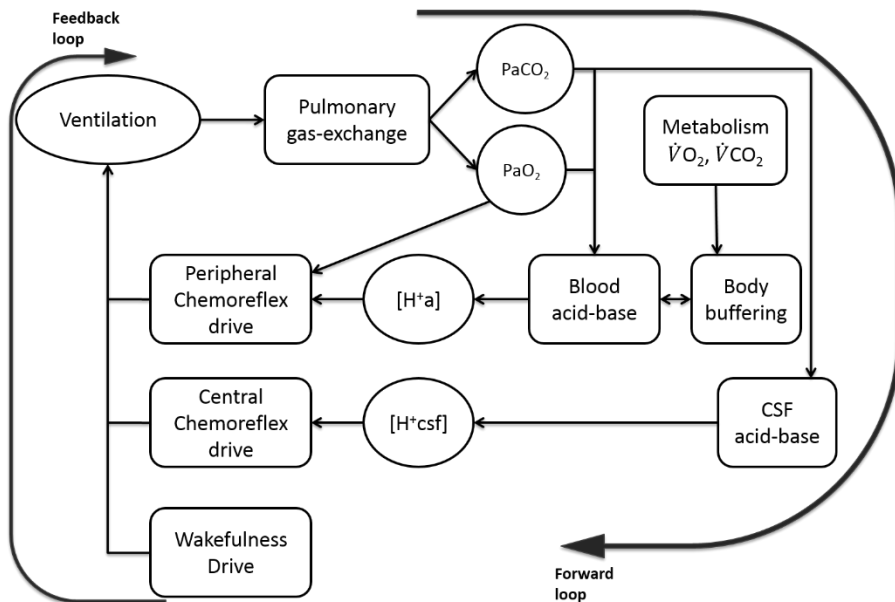 Feedback
loop
Ventilation
Pulmonary
gas-exchange
PaCO₂
PaO₂
Metabolism
V̇O₂, V̇CO₂
Peripheral
Chemoreflex
drive
[H⁺a]
Blood
acid-base
Body
buffering
Central
Chemoreflex
drive
[H⁺csf]
CSF
acid-base
Wakefulness
Drive
Forward
loop